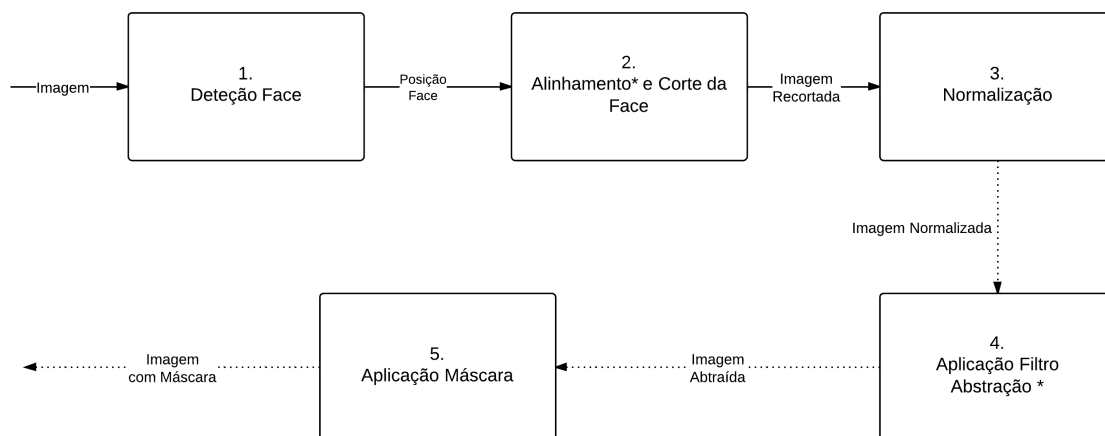 Imagem
1.
Deteção Face
Posição
Face
2.
Alinhamento* e Corte da
Face
Imagem
Recortada
3.
Normalização
Imagem Normalizada
4.
Aplicação Filtro
Abstração *
Imagem
Abtraída
5.
Aplicação Máscara
Imagem
com Máscara